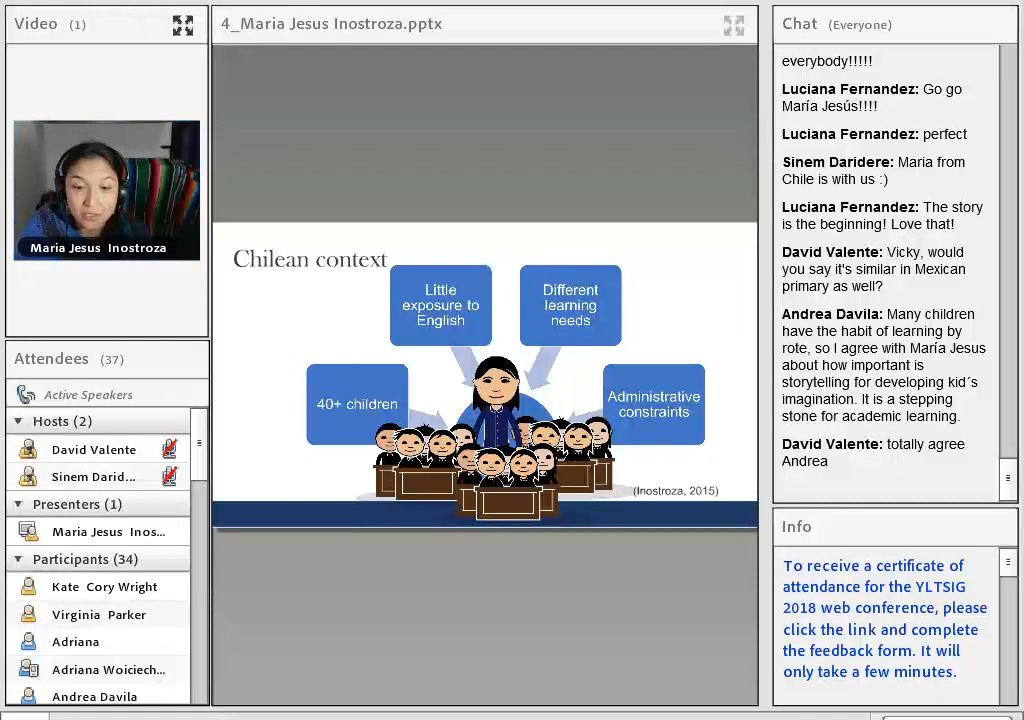 Video (1)
Maria Jesus Inostroza
Attendees (37)
Active Speakers
Hosts (2)
David Valente
Sinem Darid...
Presenters (1)
Maria Jesus Inos...
Participants (34)
Kate Cory Wright
Virginia Parker
Adriana
Adriana Woiciech...
Andrea Davila
4_Maria Jesus Inostroza.pptx
Chilean context
Little
exposure to
English
Different
learning
needs
40+ children
Administrative
constraints
(Inostroza, 2015)
Chat (Everyone)
everybody!!!!!
Luciana Fernandez: Go go
María Jesús!!!!
Luciana Fernandez: perfect
Sinem Daridere: Maria from
Chile is with us :)
Luciana Fernandez: The story
is the beginning! Love that!
David Valente: Vicky, would
you say it's similar in Mexican
primary as well?
Andrea Davila: Many children
have the habit of learning by
rote, so I agree with María Jesus
about how important is
storytelling for developing kid´s
imagination. It is a stepping
stone for academic learning.
David Valente: totally agree
Andrea
Info
To receive a certificate of
attendance for the YLTSIG
2018 web conference, please
click the link and complete
the feedback form. It will
only take a few minutes.